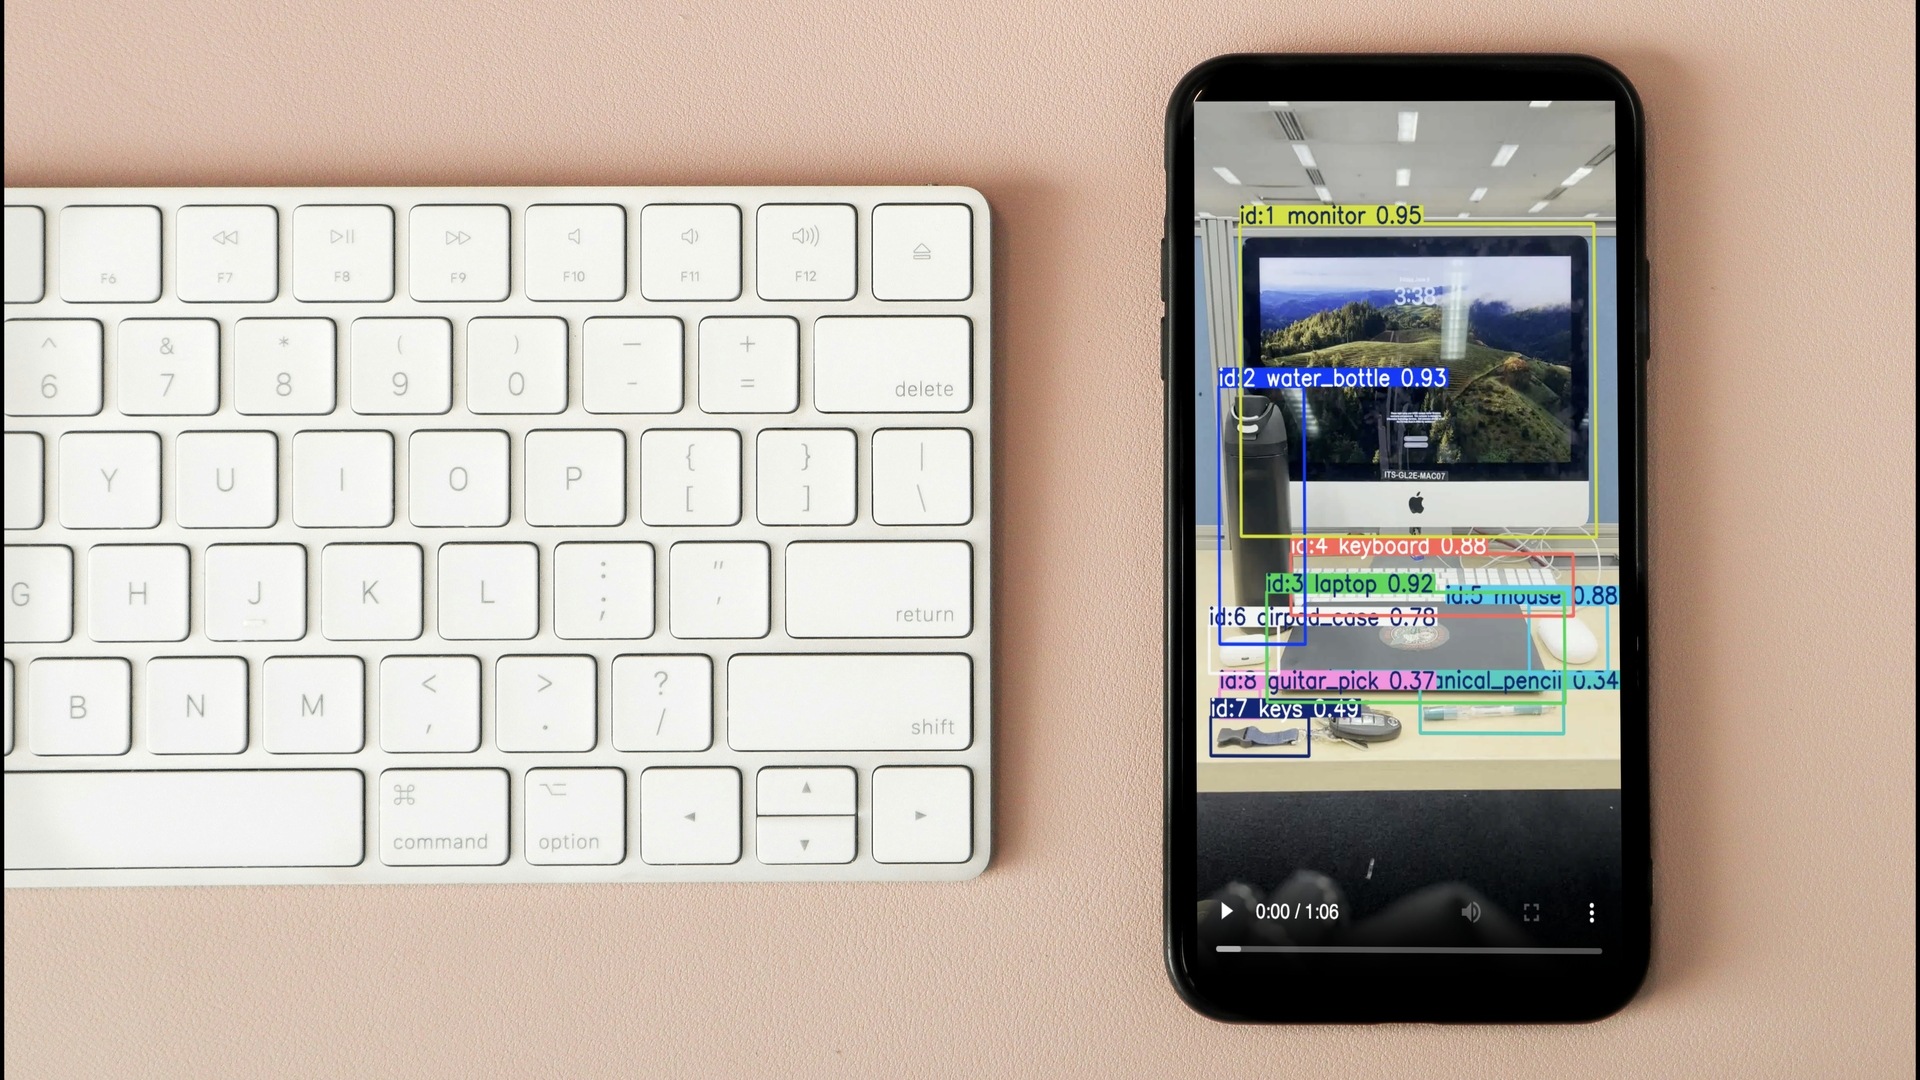 F6 F7 F8 F9 F10 F11 F12
^ & * ( ) — +
6 7 8 9 0 - = delete
{ } |
Y U I O P [ ] \
: "
G H J K L ; , return
< > ?
B N M , . / shift
⌘ ⌥
command option
id:1 monitor 0.95
3:38
id:2 water_bottle 0.93
ITS-GL2E-MAC07
id:4 keyboard 0.88
id:3 laptop 0.92
id:5 mouse 0.88
id:6 airpod_case 0.78
id:8 guitar_pick 0.37 anical_pencil 0.34
id:7 keys 0.49
0:00 / 1:06